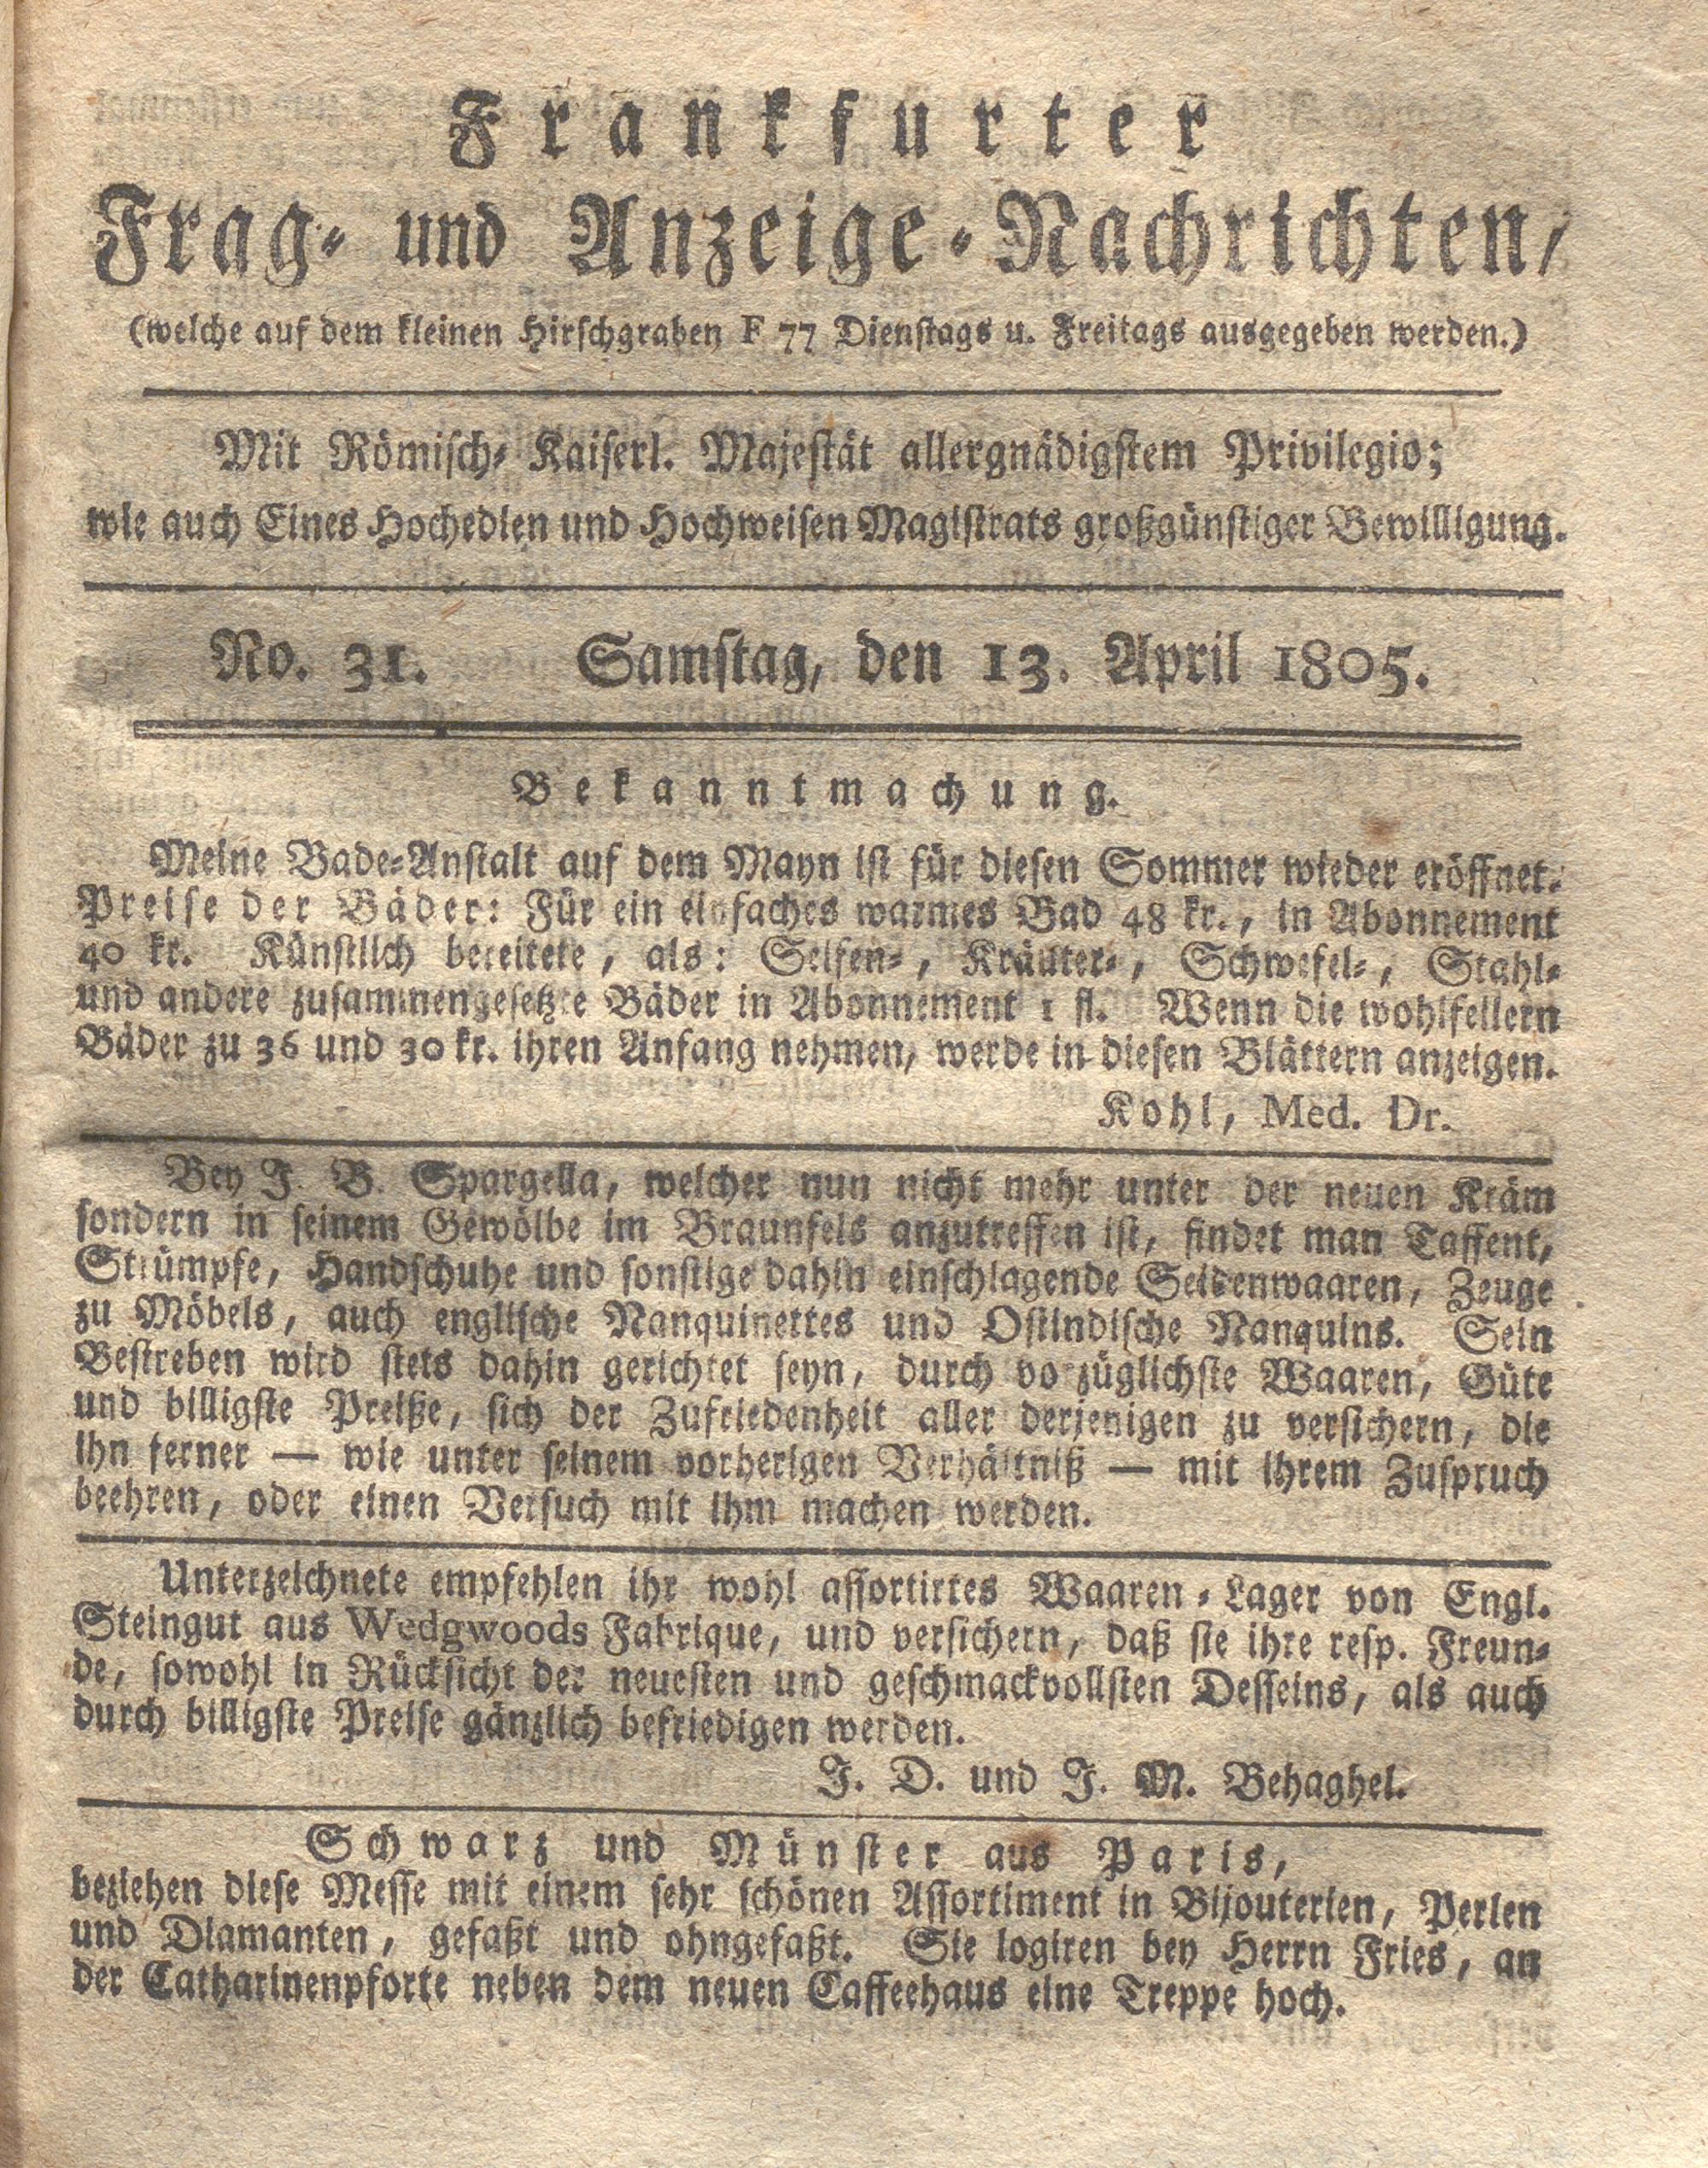 Frankfurter
Frag- und Anzeige-Nachrichten,
(welche auf dem kleinen Hirschgraben F 77 Dienstags u. Freitags ausgegeben werden.)
Mit Römisch- Kaiserl. Majestät allergnädigstem Privilegio;
wie auch Eines Hochedlen und Hochweisen Magistrats großgünstiger Bewilligung.
No. 31. Samstag, den 13. April 1805.
Bekanntmachung.
Meine Bade-Anstalt auf dem Mayn ist für diesen Sommer wieder eröffnet.
Preise der Bäder: Für ein einfaches warmes Bad 48 kr., in Abonnement
40 kr. Künstlich bereitete, als: Seifen-, Kräuter-, Schwefel-, Stahl-
und andere zusammengesetzte Bäder in Abonnement 1 fl. Wenn die wohlfeilern
Bäder zu 36 und 30 kr. ihren Anfang nehmen, werde in diesen Blättern anzeigen.
Kohl, Med. Dr.
Bey J. B. Spargella, welcher nun nicht mehr unter der neuen Kräm
sondern in seinem Gewölbe im Braunfels anzutreffen ist, findet man Taffent,
Strümpfe, Handschuhe und sonstige dahin einschlagende Seidenwaaren, Zeuge
zu Möbels, auch englische Nanquinettes und Ostindische Nanquins. Sein
Bestreben wird stets dahin gerichtet seyn, durch vorzüglichste Waaren, Güte
und billigste Preiße, sich der Zufriedenheit aller derjenigen zu versichern, die
ihn ferner — wie unter seinem vorherigen Verhältniß — mit ihrem Zuspruch
beehren, oder einen Versuch mit ihm machen werden.
Unterzeichnete empfehlen ihr wohl assortirtes Waaren-Lager von Engl.
Steingut aus Wedgwoods Fabrique, und versichern, daß sie ihre resp. Freun-
de, sowohl in Rücksicht der neuesten und geschmackvollsten Desseins, als auch
durch billigste Preise gänzlich befriedigen werden.
J. D. und J. M. Behaghel.
Schwarz und Münster aus Paris,
beziehen diese Messe mit einem sehr schönen Assortiment in Bijouterien, Perlen
und Diamanten, gefaßt und ohngefaßt. Sie logiren bey Herrn Fries, an
der Catharinenpforte neben dem neuen Caffeehaus eine Treppe hoch.